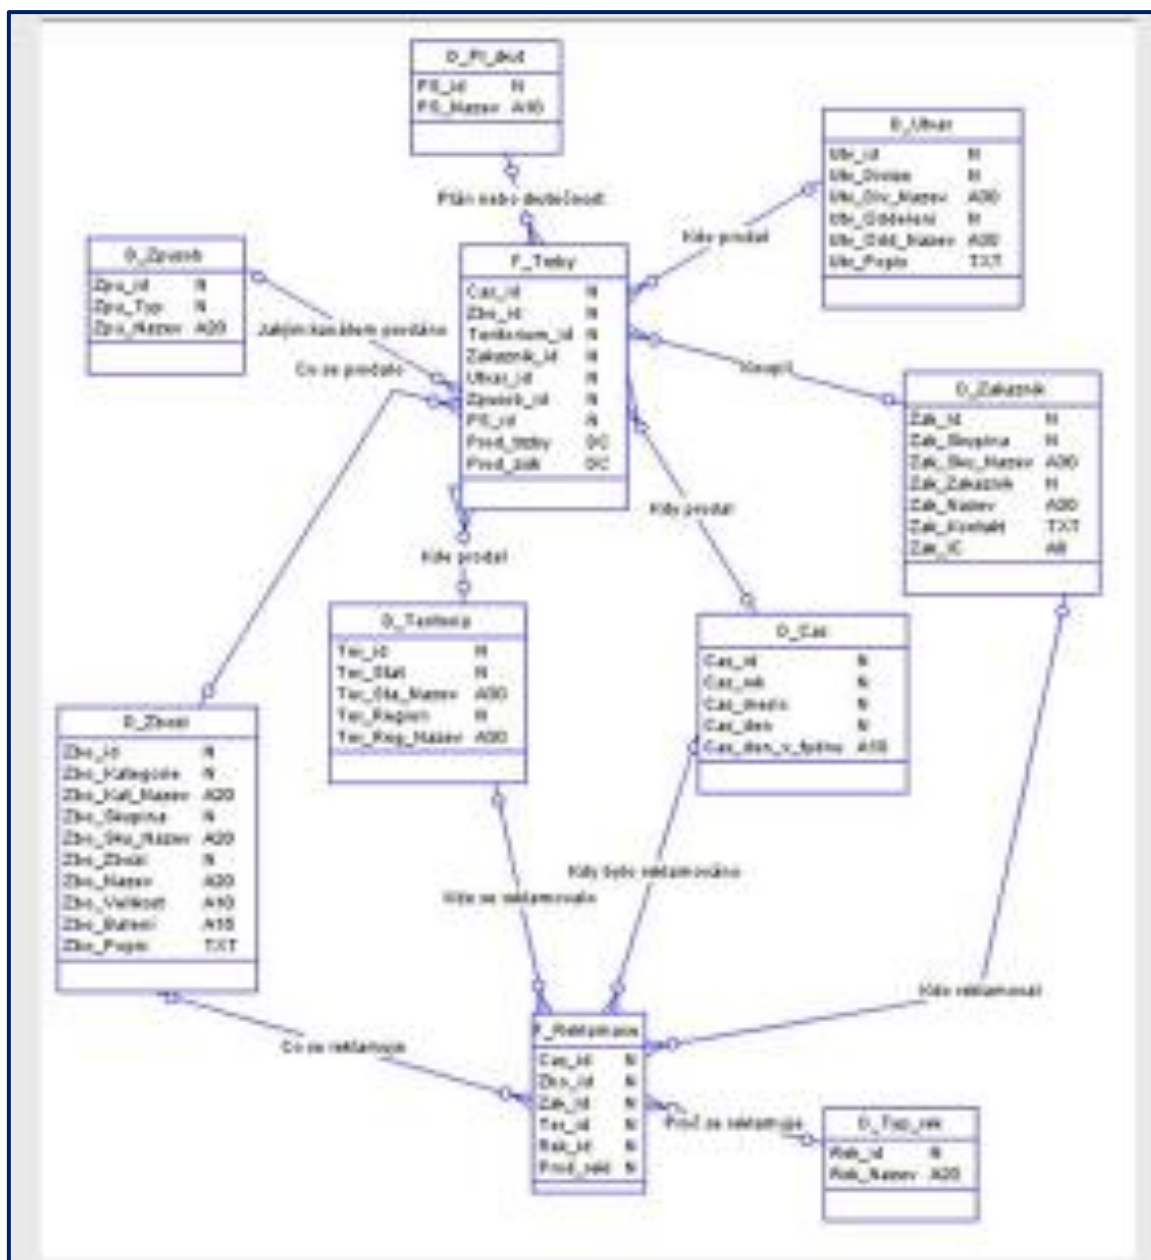 D_Pl_skut
PS_id N
PS_Nazev A10
Plán nebo skutečnost
D_Utvar
Utv_id N
Utv_Divize N
Utv_Div_Nazev A30
Utv_Oddeleni N
Utv_Odd_Nazev A30
Utv_Popis TXT
Kdo prodal
D_Zpusob
Zpu_id N
Zpu_Typ N
Zpu_Nazev A20
Jakým kanálem prodáno
Co se prodalo
F_Trzby
Cas_id N
Zbo_id N
Teritorium_id N
Zakaznik_id N
Utvar_id N
Zpusob_id N
PS_id N
Prod_trzby DC
Prod_zak DC
Koupil
D_Zakaznik
Zak_id N
Zak_Skupina N
Zak_Sku_Nazev A30
Zak_Zakaznik N
Zak_Nazev A30
Zak_Kontakt TXT
Zak_IC A8
Kdy prodal
Kde prodal
D_Teritoria
Ter_id N
Ter_Stat N
Ter_Sta_Nazev A30
Ter_Region N
Ter_Reg_Nazev A30
D_Cas
Cas_id N
Cas_rok N
Cas_mesic N
Cas_den N
Cas_den_v_tydnu A10
D_Zbozi
Zbo_id N
Zbo_Kategorie N
Zbo_Kat_Nazev A20
Zbo_Skupina N
Zbo_Sku_Nazev A20
Zbo_Zbozi N
Zbo_Nazev A20
Zbo_Velikost A10
Zbo_Baleni A10
Zbo_Popis TXT
Kdy bylo reklamováno
Kde se reklamovalo
Kdo reklamoval
Co se reklamuje
F_Reklamace
Cas_id N
Zbo_id N
Zak_id N
Ter_id N
Rek_id N
Prod_rekl N
Proč se reklamuje
D_Typ_rek
Rek_id N
Rek_Nazev A20